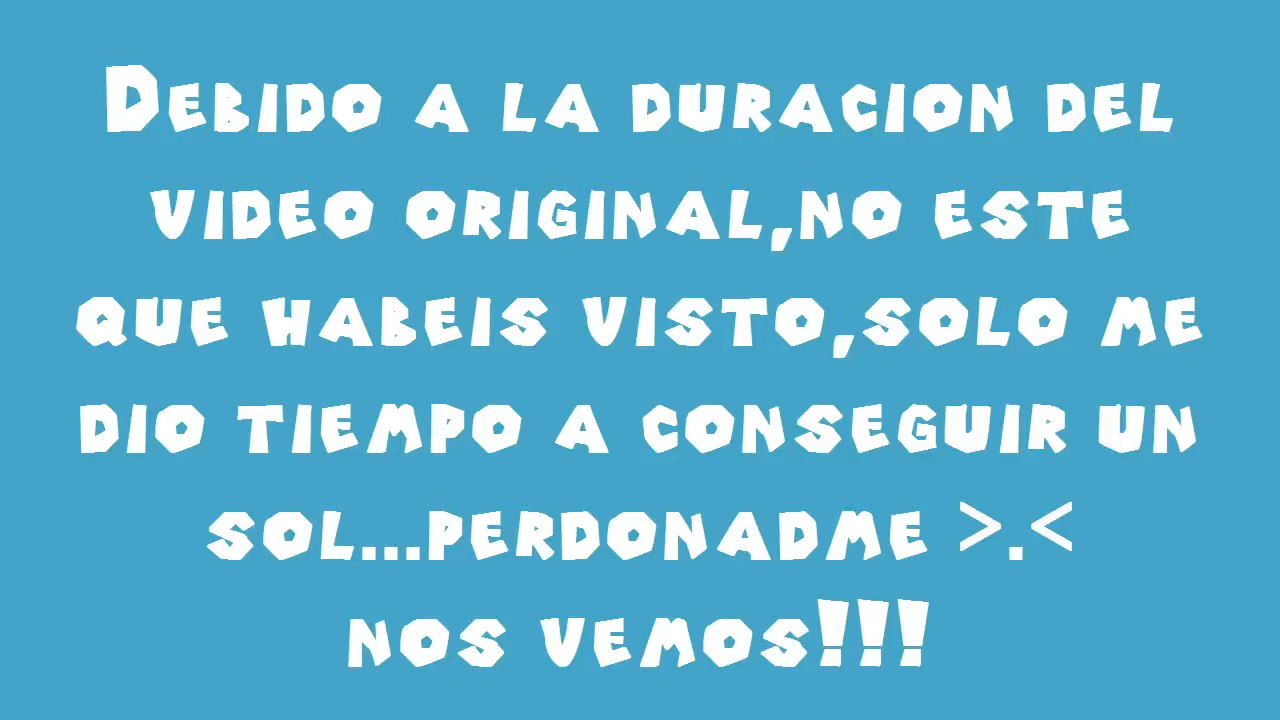 Debido a la duracion del
video original,no este
que habeis visto,solo me
dio tiempo a conseguir un
sol...perdonadme >.<
nos vemos!!!